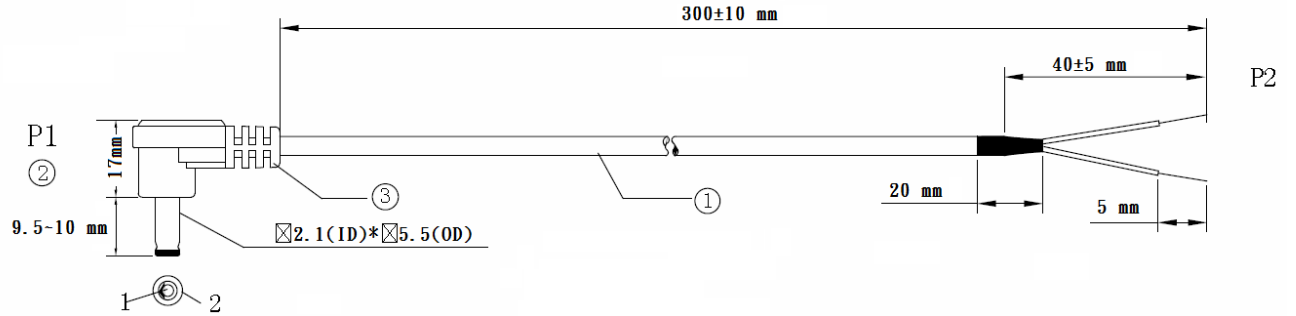 300±10 mm
40±5 mm
P2
P1
②
17mm
③
①
20 mm
5 mm
9.5~10 mm
☒2.1(ID)*☒5.5(OD)
1 2